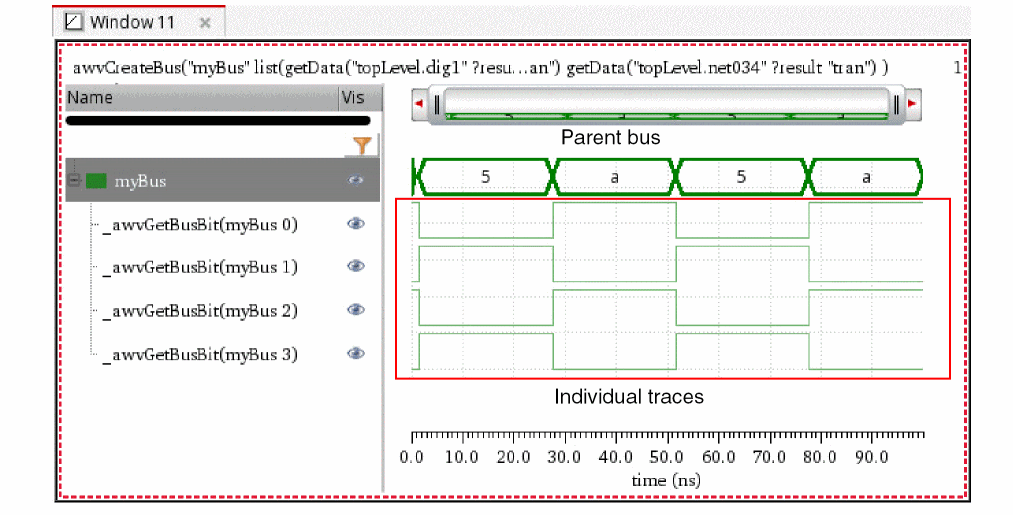 Window 11
awvCreateBus("myBus" list(getData("topLevel.dig1" ?resu...an") getData("topLevel.net034" ?result "tran") ) 1
Name Vis
Parent bus
myBus 5 a 5 a
_awvGetBusBit(myBus 0)
_awvGetBusBit(myBus 1)
_awvGetBusBit(myBus 2)
_awvGetBusBit(myBus 3)
Individual traces
0.0 10.0 20.0 30.0 40.0 50.0 60.0 70.0 80.0 90.0
time (ns)